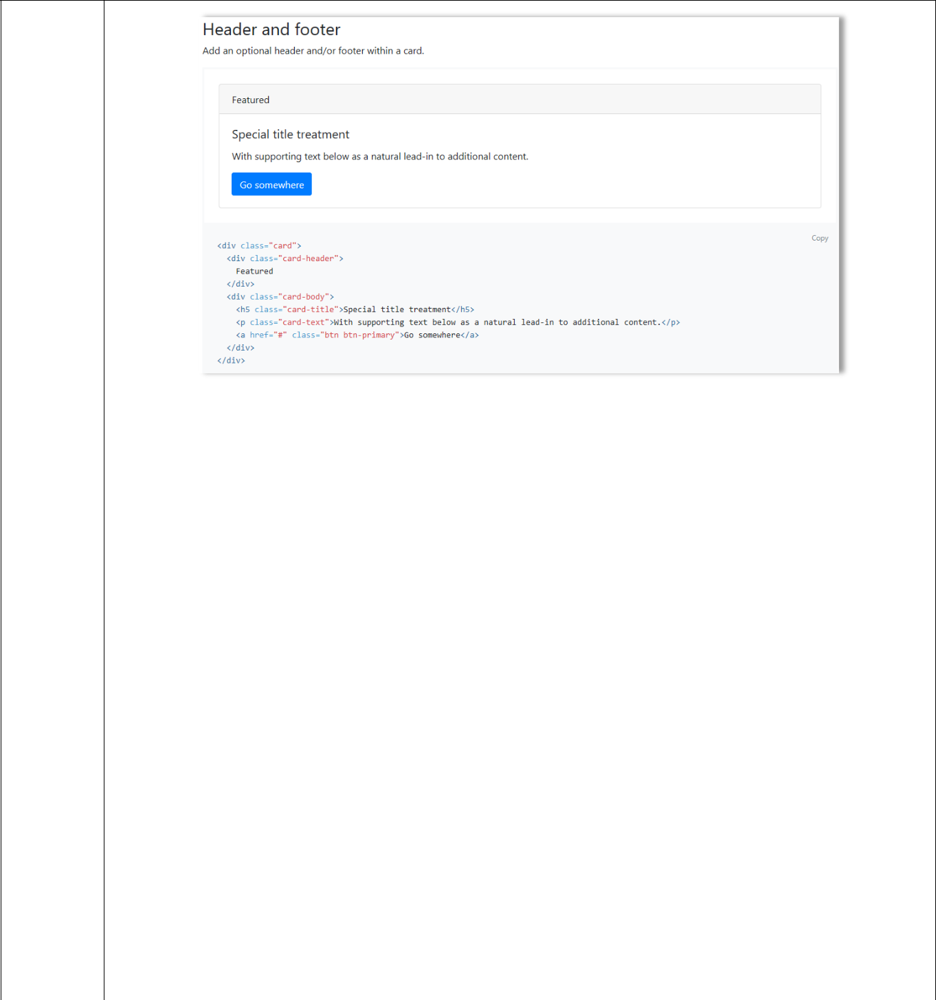 Header and footer
Add an optional header and/or footer within a card.
Featured
Special title treatment
With supporting text below as a natural lead-in to additional content.
Go somewhere
Copy
<div class="card">
  <div class="card-header">
    Featured
  </div>
  <div class="card-body">
    <h5 class="card-title">Special title treatment</h5>
    <p class="card-text">With supporting text below as a natural lead-in to additional content.</p>
    <a href="#" class="btn btn-primary">Go somewhere</a>
  </div>
</div>